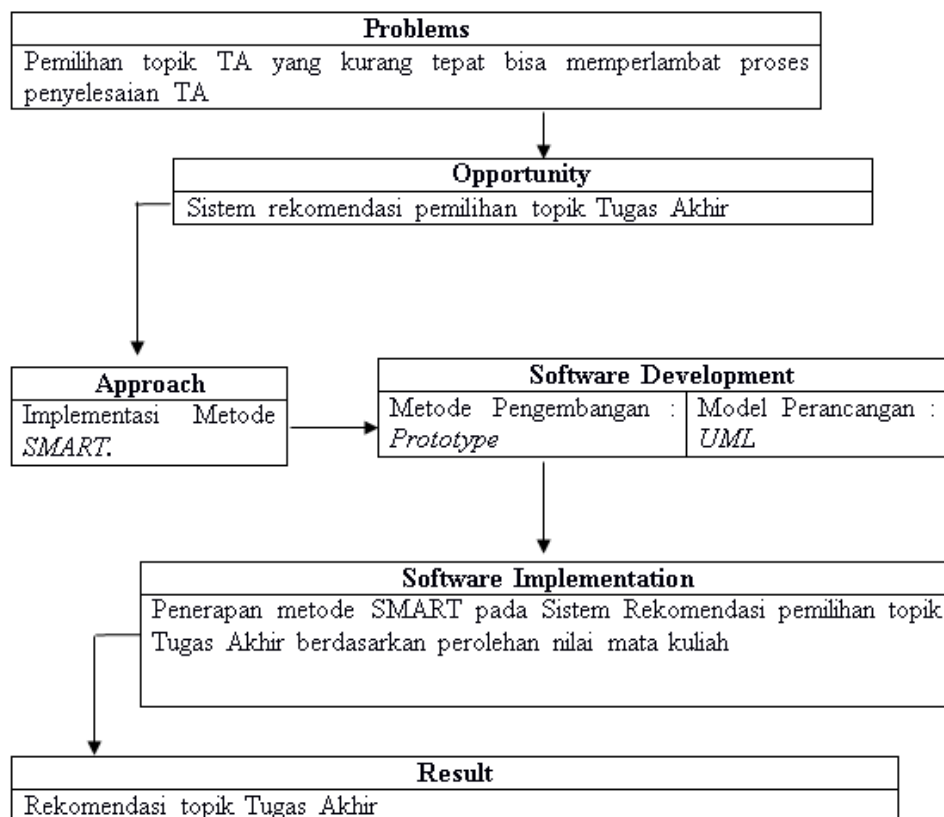 Problems
Pemilihan topik TA yang kurang tepat bisa memperlambat proses
penyelesaian TA
Opportunity
Sistem rekomendasi pemilihan topik Tugas Akhir
Approach
Implementasi Metode
SMART.
Software Development
Metode Pengembangan :
Prototype
Model Perancangan :
UML
Software Implementation
Penerapan metode SMART pada Sistem Rekomendasi pemilihan topik
Tugas Akhir berdasarkan perolehan nilai mata kuliah
Result
Rekomendasi topik Tugas Akhir